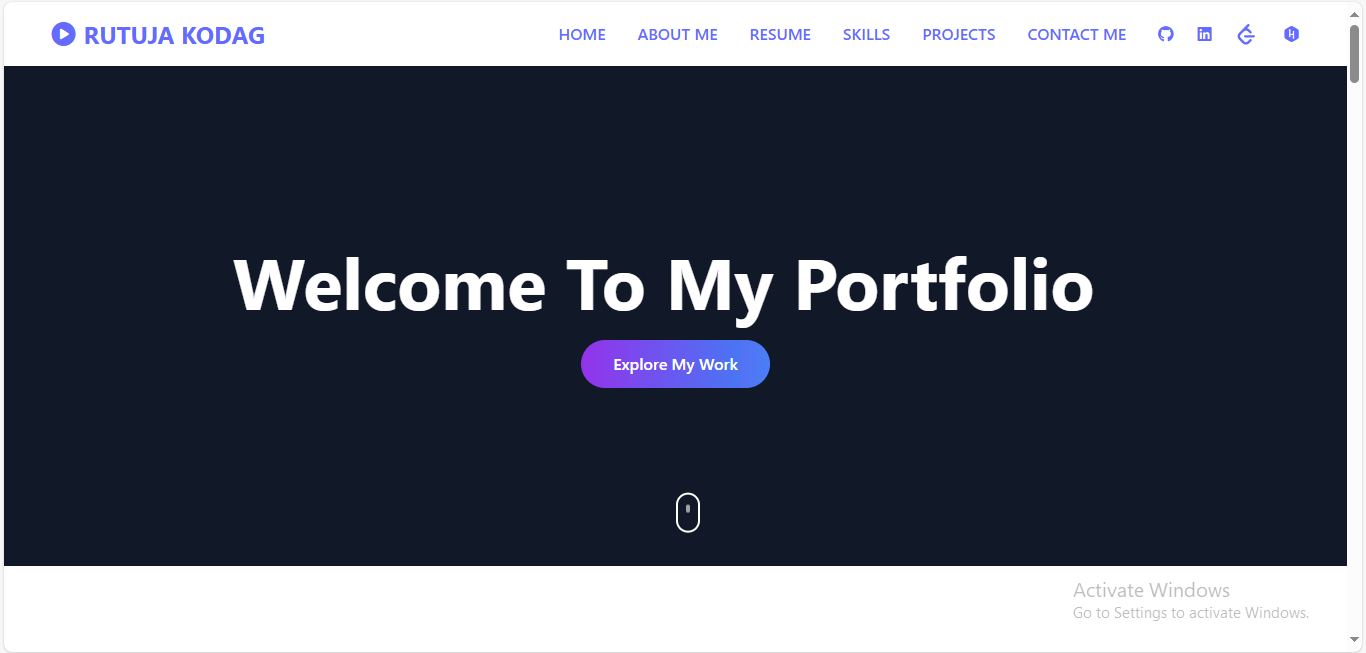 RUTUJA KODAG
HOME ABOUT ME RESUME SKILLS PROJECTS CONTACT ME
Welcome To My Portfolio
Explore My Work
Activate Windows
Go to Settings to activate Windows.